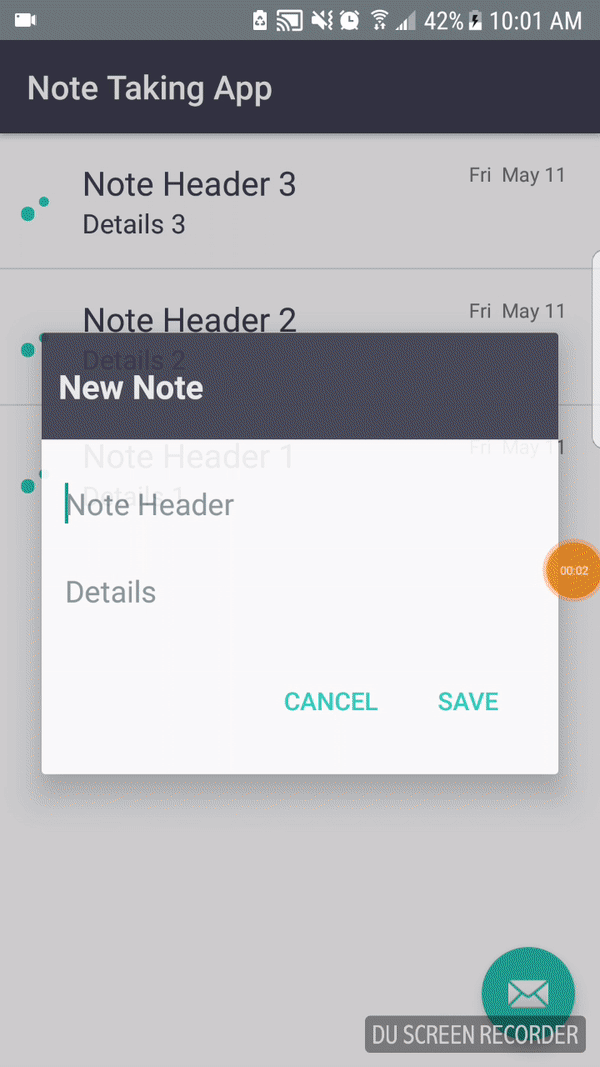 42% 10:01 AM
Note Taking App
Note Header 3
Fri May 11
Details 3
Note Header 2
Fri May 11
Details 2
New Note
Note Header 1
Fri May 11
Details 1
Note Header
00:02
Details
CANCEL SAVE
DU SCREEN RECORDER